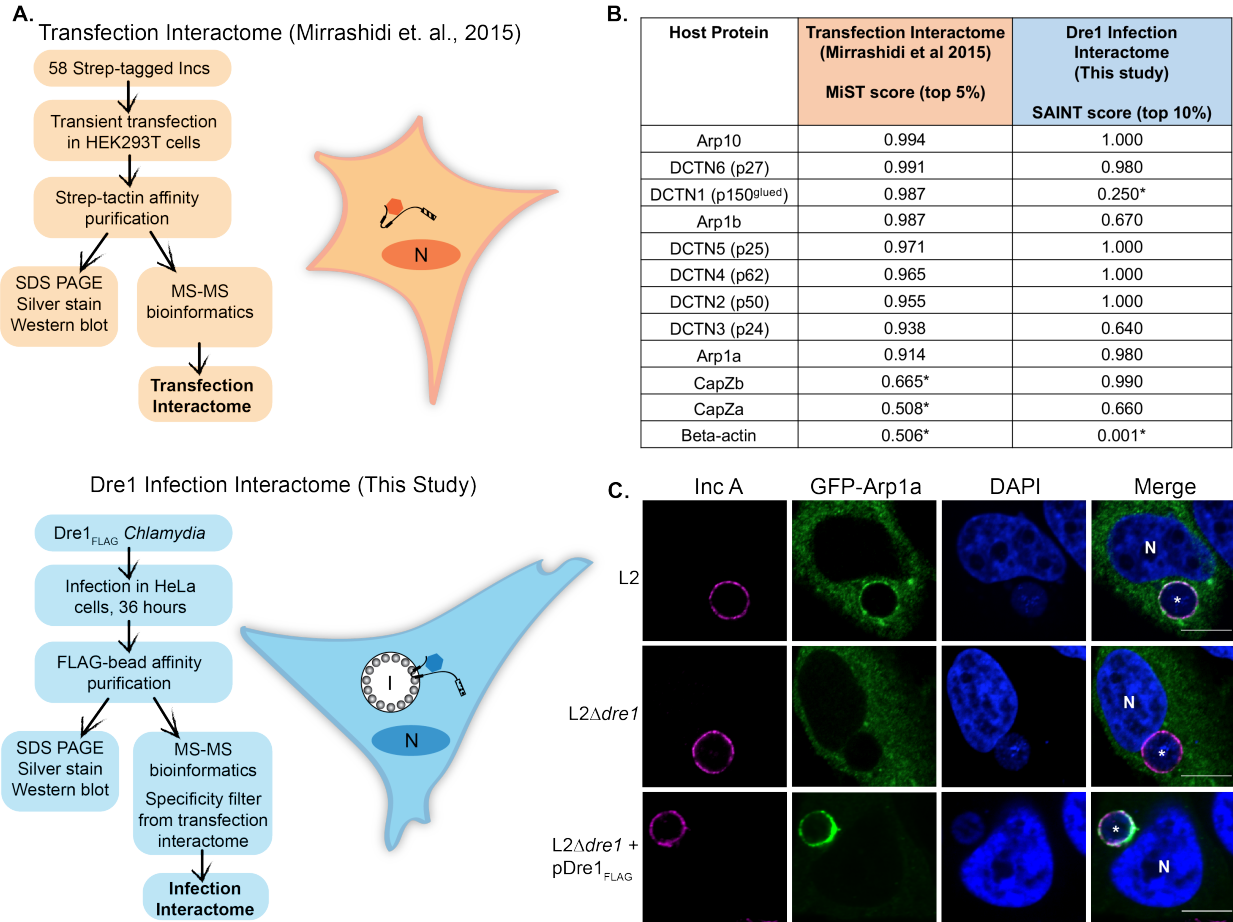 A.
Transfection Interactome (Mirrashidi et. al., 2015)
58 Strep-tagged Incs
Transient transfection
in HEK293T cells
Strep-tactin affinity
purification
SDS PAGE
Silver stain
Western blot
MS-MS
bioinformatics
Transfection
Interactome
N
Dre1 Infection Interactome (This Study)
Dre1FLAG Chlamydia
Infection in HeLa
cells, 36 hours
FLAG-bead affinity
purification
SDS PAGE
Silver stain
Western blot
MS-MS
bioinformatics
Specificity filter
from transfection
interactome
Infection
Interactome
I
N
B.
Host Protein
Transfection Interactome
(Mirrashidi et al 2015)
MiST score (top 5%)
Dre1 Infection
Interactome
(This study)
SAINT score (top 10%)
Arp10 0.994 1.000
DCTN6 (p27) 0.991 0.980
DCTN1 (p150glued) 0.987 0.250*
Arp1b 0.987 0.670
DCTN5 (p25) 0.971 1.000
DCTN4 (p62) 0.965 1.000
DCTN2 (p50) 0.955 1.000
DCTN3 (p24) 0.938 0.640
Arp1a 0.914 0.980
CapZb 0.665* 0.990
CapZa 0.508* 0.660
Beta-actin 0.506* 0.001*
C.
Inc A GFP-Arp1a DAPI Merge
L2
N
*
L2Δdre1
N
*
L2Δdre1 +
pDre1FLAG
*
N